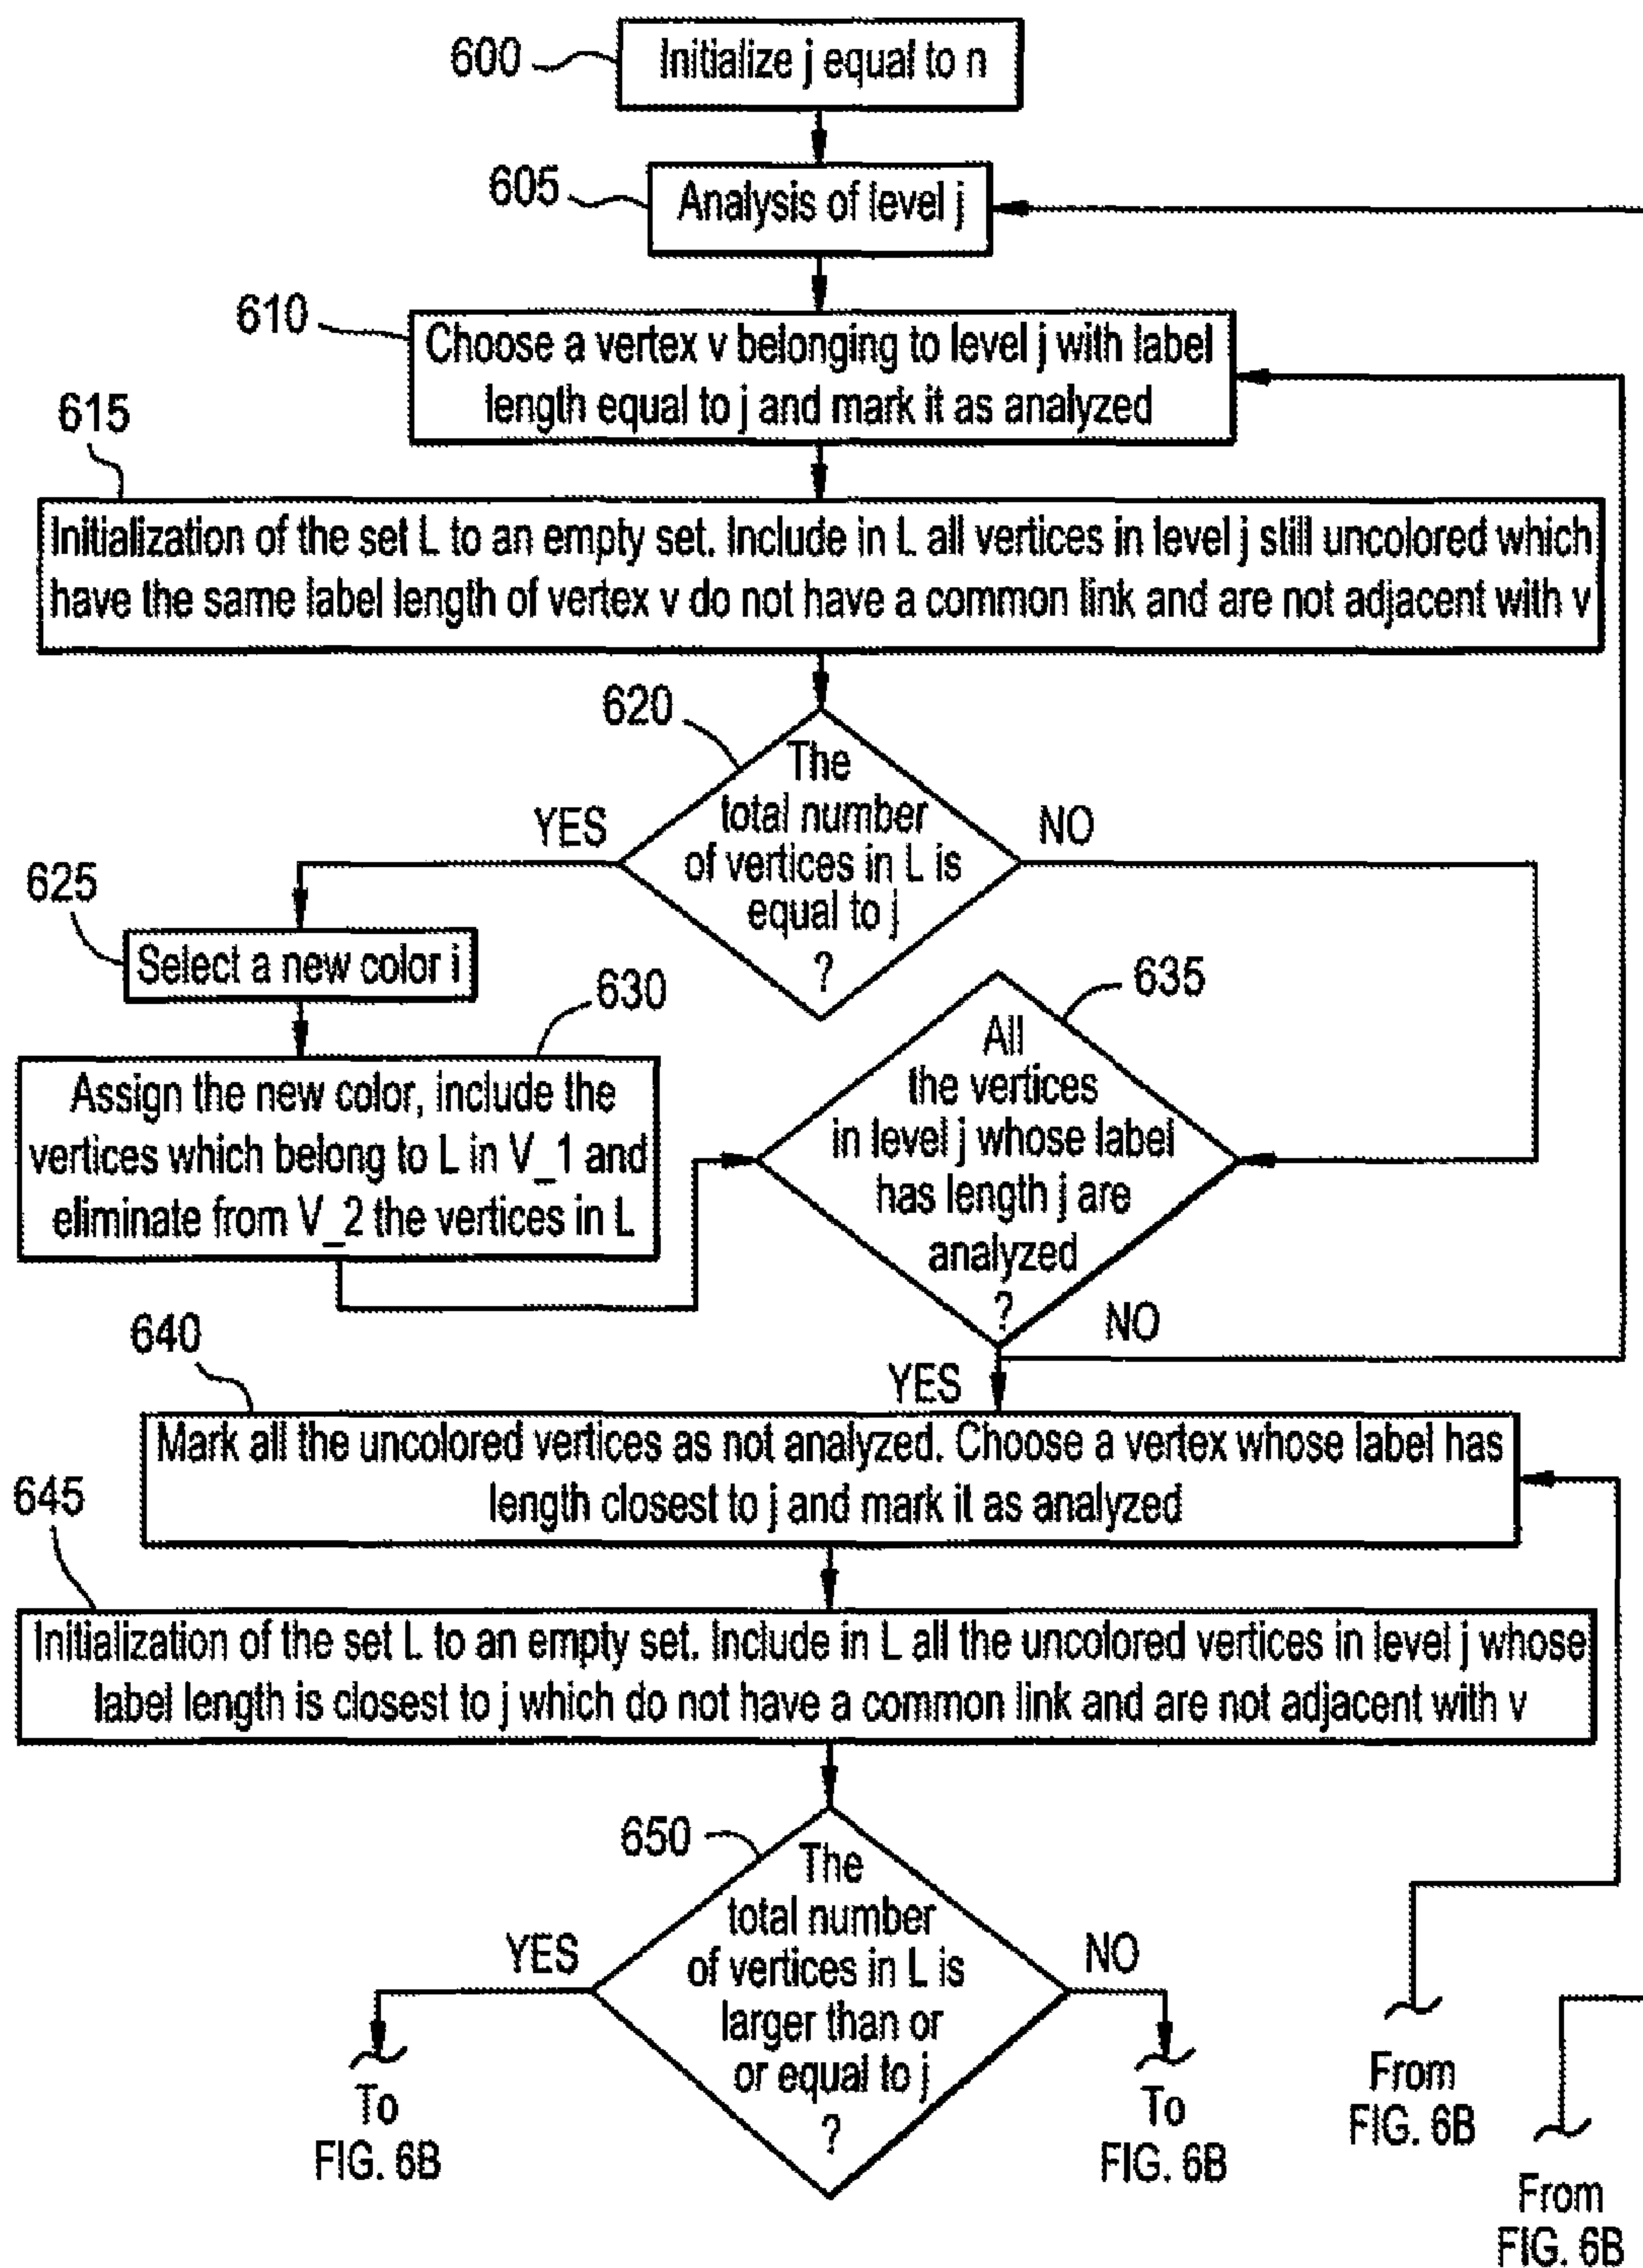 600
Initialize j equal to n
605
Analysis of level j
610
Choose a vertex v belonging to level j with label
length equal to j and mark it as analyzed
615
Initialization of the set L to an empty set. Include in L all vertices in level j still uncolored which
have the same label length of vertex v do not have a common link and are not adjacent with v
620
The
total number
of vertices in L is
equal to j
?
YES
NO
625
Select a new color i
630
Assign the new color, include the
vertices which belong to L in V_1 and
eliminate from V_2 the vertices in L
635
All
the vertices
in level j whose label
has length j are
analyzed
?
NO
YES
640
Mark all the uncolored vertices as not analyzed. Choose a vertex whose label has
length closest to j and mark it as analyzed
645
Initialization of the set L to an empty set. Include in L all the uncolored vertices in level j whose
label length is closest to j which do not have a common link and are not adjacent with v
650
The
total number
of vertices in L is
larger than or
or equal to j
?
YES
NO
To
FIG. 6B
To
FIG. 6B
From
FIG. 6B
From
FIG. 6B